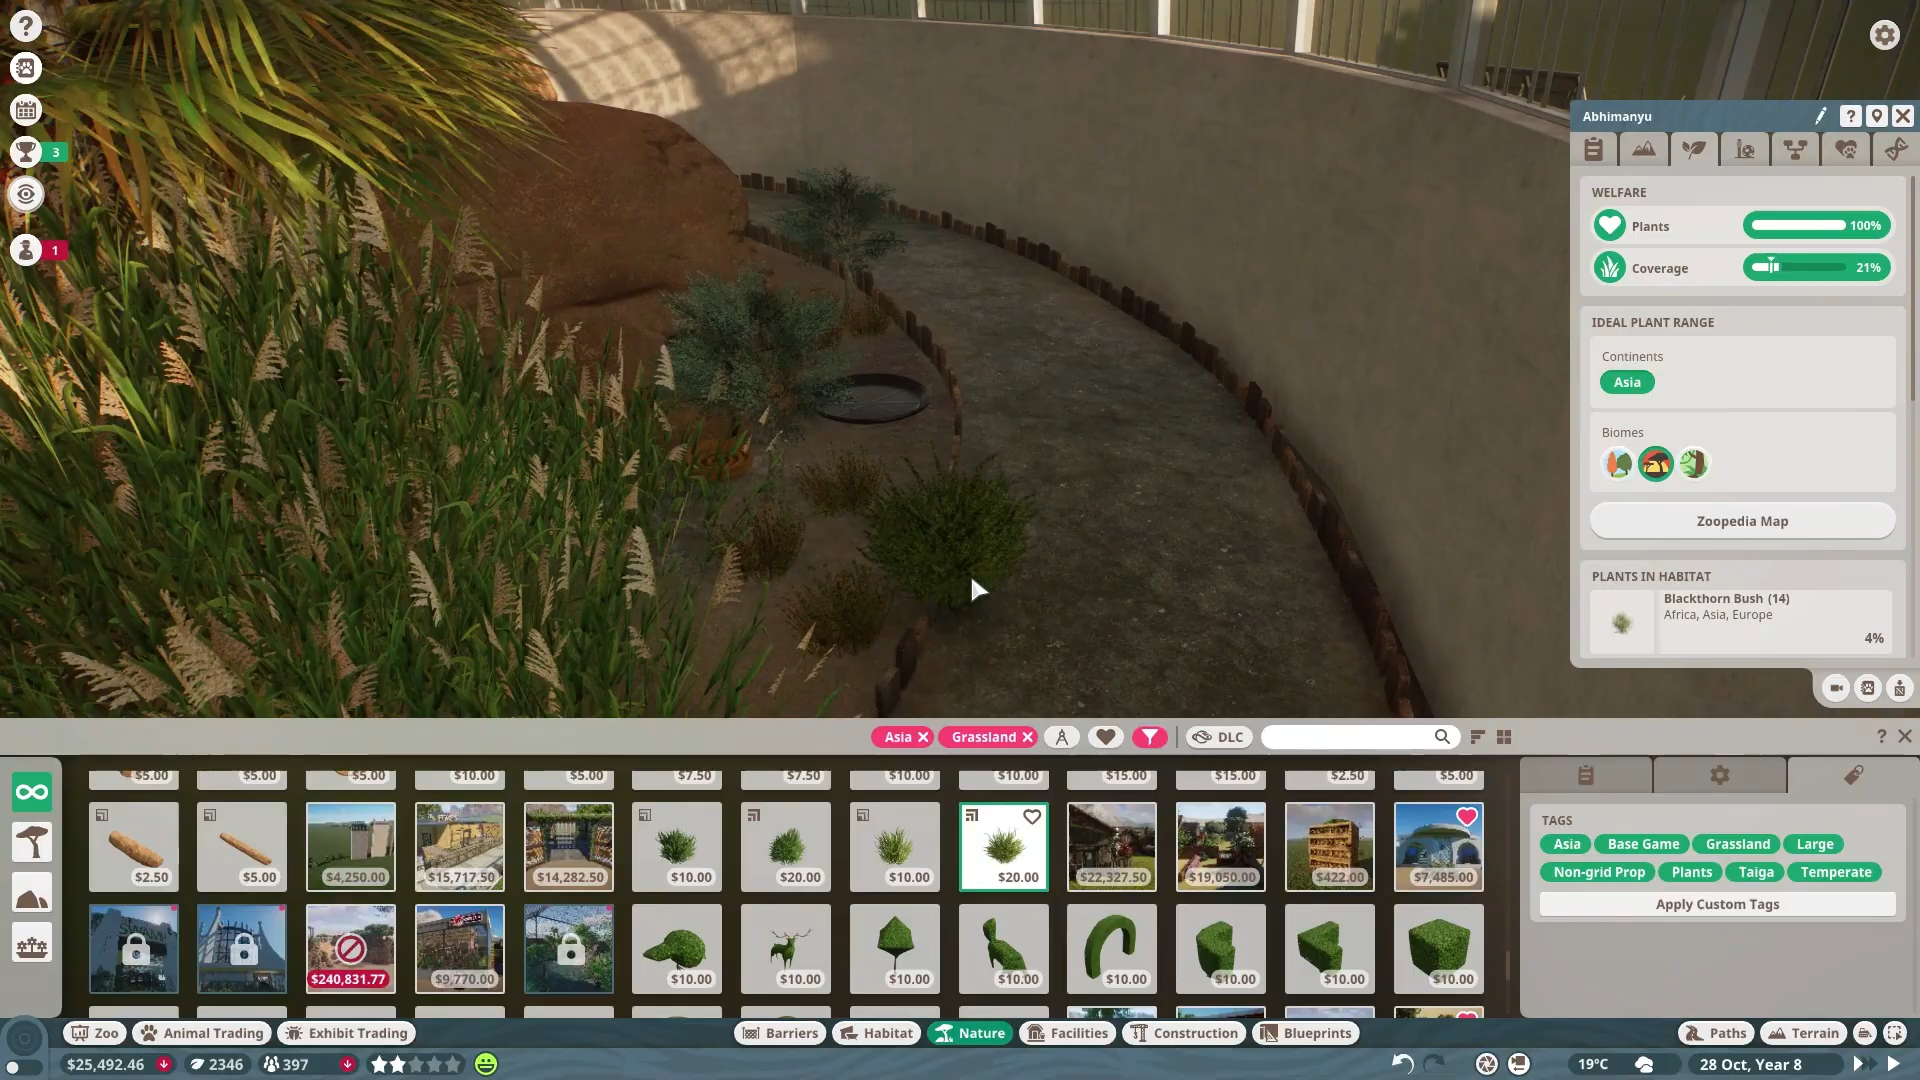 ?
3
1
Abhimanyu
?
WELFARE
Plants
100%
Coverage
21%
IDEAL PLANT RANGE
Continents
Asia
Biomes
Zoopedia Map
PLANTS IN HABITAT
Blackthorn Bush (14)
Africa, Asia, Europe
4%
Asia
Grassland
DLC
?
$5.00 $5.00 $5.00 $10.00 $5.00 $7.50 $7.50 $10.00 $10.00 $15.00 $15.00 $2.50 $5.00
$2.50 $5.00 $4,250.00 $15,717.50 $14,282.50 $10.00 $20.00 $10.00 $20.00 $22,327.50 $19,050.00 $422.00 $7,485.00
$240,831.77 $9,770.00 $10.00 $10.00 $10.00 $10.00 $10.00 $10.00 $10.00 $10.00
TAGS
Asia Base Game Grassland Large
Non-grid Prop Plants Taiga Temperate
Apply Custom Tags
Zoo Animal Trading Exhibit Trading Barriers Habitat Nature Facilities Construction Blueprints Paths Terrain
$25,492.46 2346 397 19°C 28 Oct, Year 8